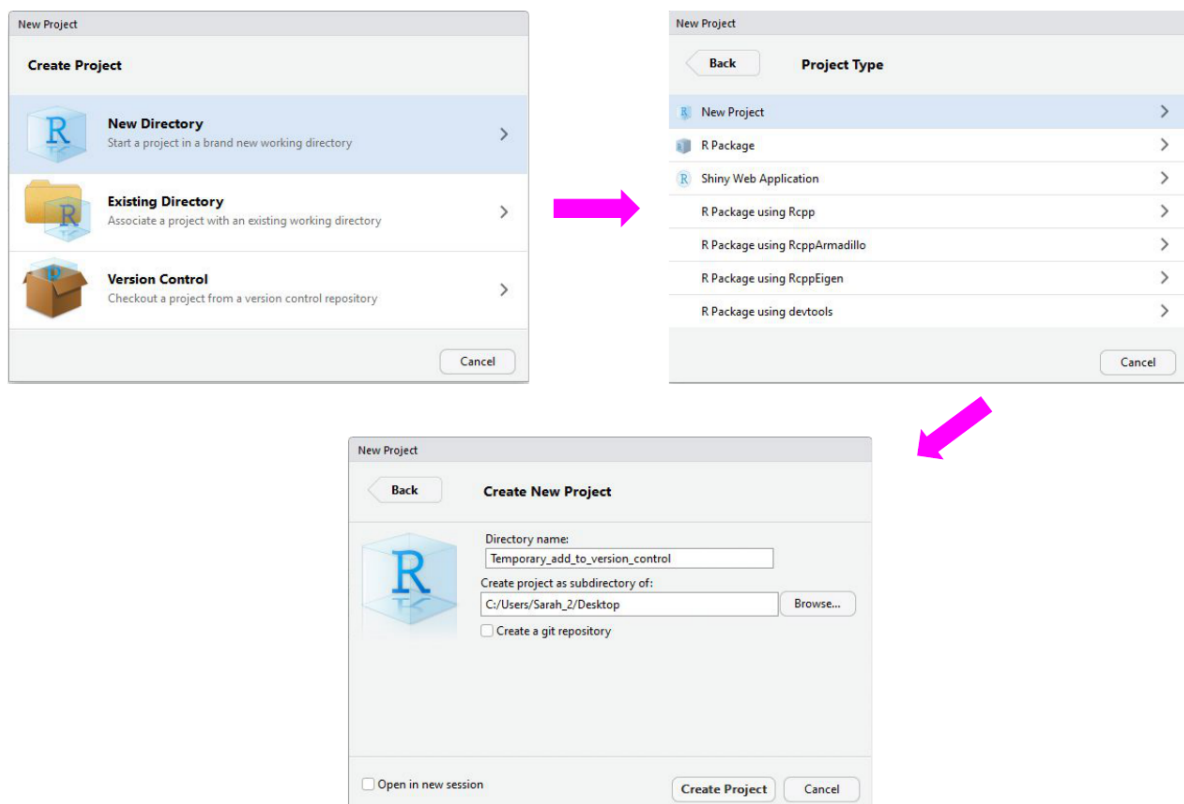 New Project
Create Project
New Directory
Start a project in a brand new working directory
Existing Directory
Associate a project with an existing working directory
Version Control
Checkout a project from a version control repository
Cancel
New Project
Back
Project Type
New Project
R Package
R Shiny Web Application
R Package using Rcpp
R Package using RcppArmadillo
R Package using RcppEigen
R Package using devtools
Cancel
New Project
Back
Create New Project
R
Directory name:
Temporary_add_to_version_control
Create project as subdirectory of:
C:/Users/Sarah_2/Desktop
Browse...
Create a git repository
Open in new session
Create Project
Cancel